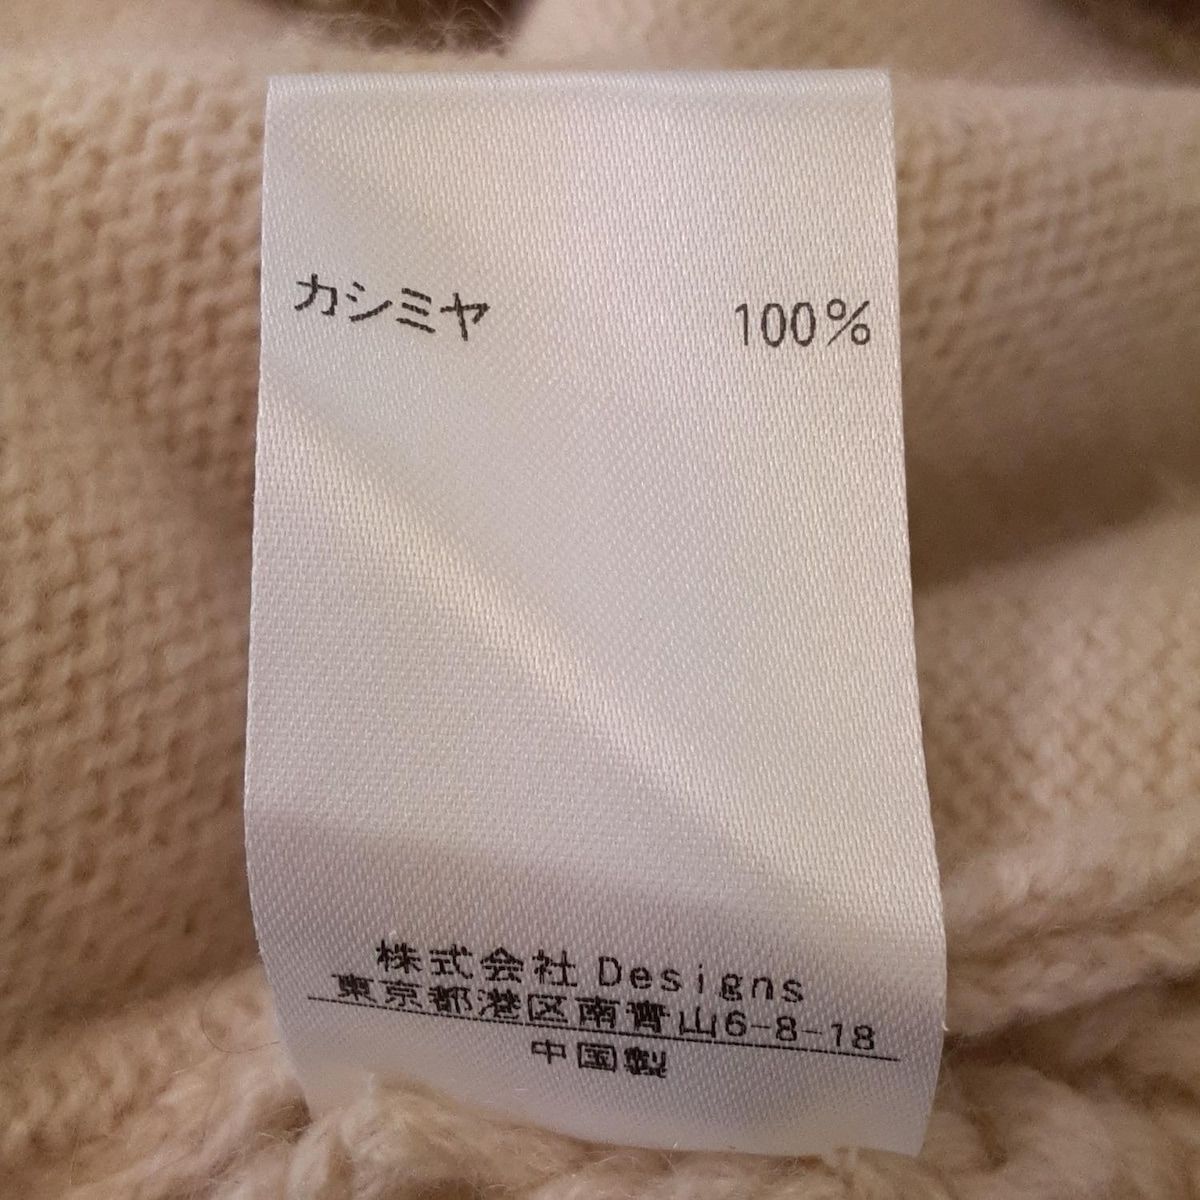 カシミヤ 100%
株式会社 Designs
東京都港区南青山6-8-18
中国製